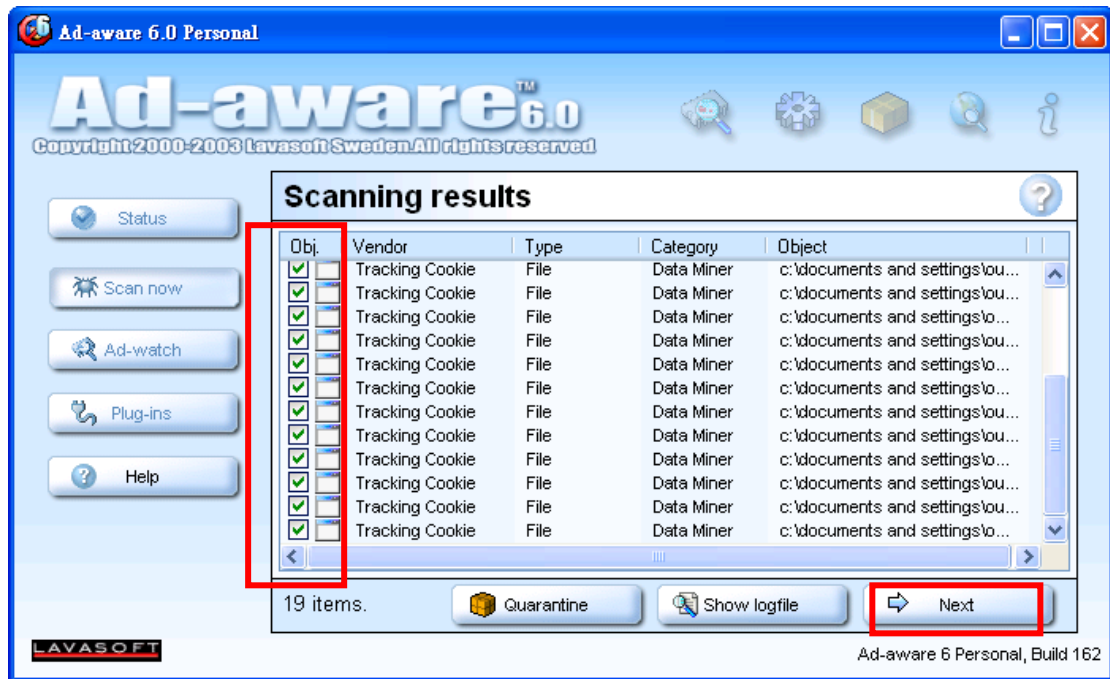 Ad-aware 6.0 Personal
Ad-aware 6.0
TM
Copyright 2000-2003 Lavasoft Sweden. All rights reserved
Status
Scan now
Ad-watch
Plug-ins
Help
Scanning results
Obj. Vendor Type Category Object
Tracking Cookie File Data Miner c:\documents and settings\ou...
Tracking Cookie File Data Miner c:\documents and settings\ou...
Tracking Cookie File Data Miner c:\documents and settings\o...
Tracking Cookie File Data Miner c:\documents and settings\ou...
Tracking Cookie File Data Miner c:\documents and settings\ou...
Tracking Cookie File Data Miner c:\documents and settings\o...
Tracking Cookie File Data Miner c:\documents and settings\ou...
Tracking Cookie File Data Miner c:\documents and settings\ou...
Tracking Cookie File Data Miner c:\documents and settings\o...
Tracking Cookie File Data Miner c:\documents and settings\ou...
Tracking Cookie File Data Miner c:\documents and settings\ou...
Tracking Cookie File Data Miner c:\documents and settings\o...
19 items.
Quarantine
Show logfile
Next
LAVASOFT
Ad-aware 6 Personal, Build 162